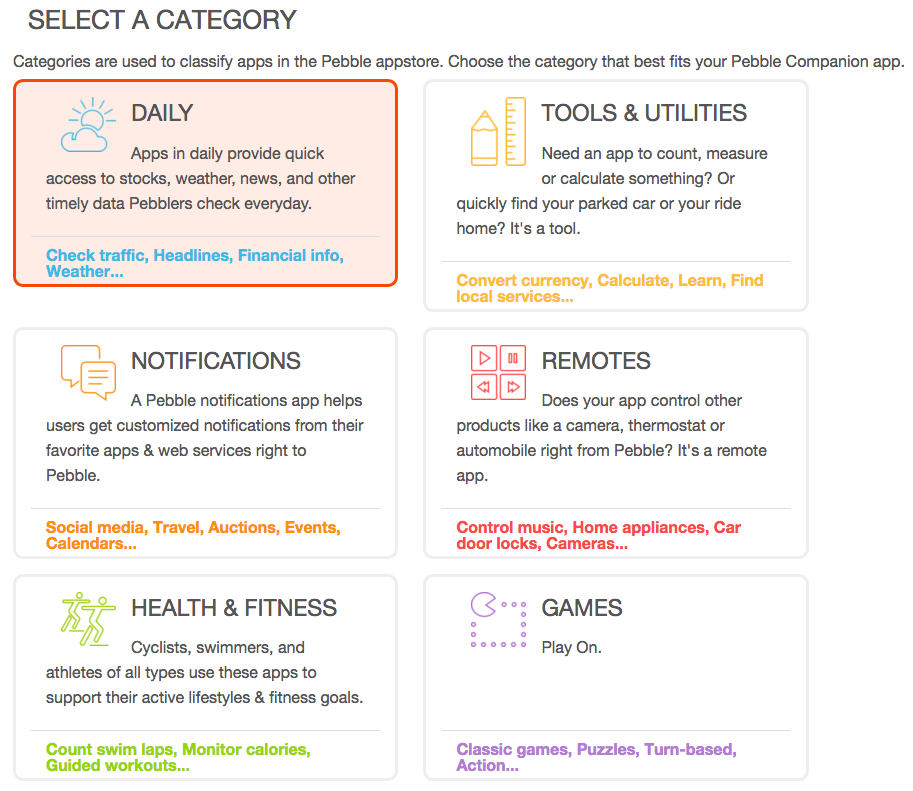 SELECT A CATEGORY
Categories are used to classify apps in the Pebble appstore. Choose the category that best fits your Pebble Companion app.
DAILY
Apps in daily provide quick
access to stocks, weather, news, and other
timely data Pebblers check everyday.
Check traffic, Headlines, Financial info,
Weather...
TOOLS & UTILITIES
Need an app to count, measure
or calculate something? Or
quickly find your parked car or your ride
home? It's a tool.
Convert currency, Calculate, Learn, Find
local services...
NOTIFICATIONS
A Pebble notifications app helps
users get customized notifications from their
favorite apps & web services right to
Pebble.
Social media, Travel, Auctions, Events,
Calendars...
REMOTES
Does your app control other
products like a camera, thermostat or
automobile right from Pebble? It's a remote
app.
Control music, Home appliances, Car
door locks, Cameras...
HEALTH & FITNESS
Cyclists, swimmers, and
athletes of all types use these apps to
support their active lifestyles & fitness goals.
Count swim laps, Monitor calories,
Guided workouts...
GAMES
Play On.
Classic games, Puzzles, Turn-based,
Action...